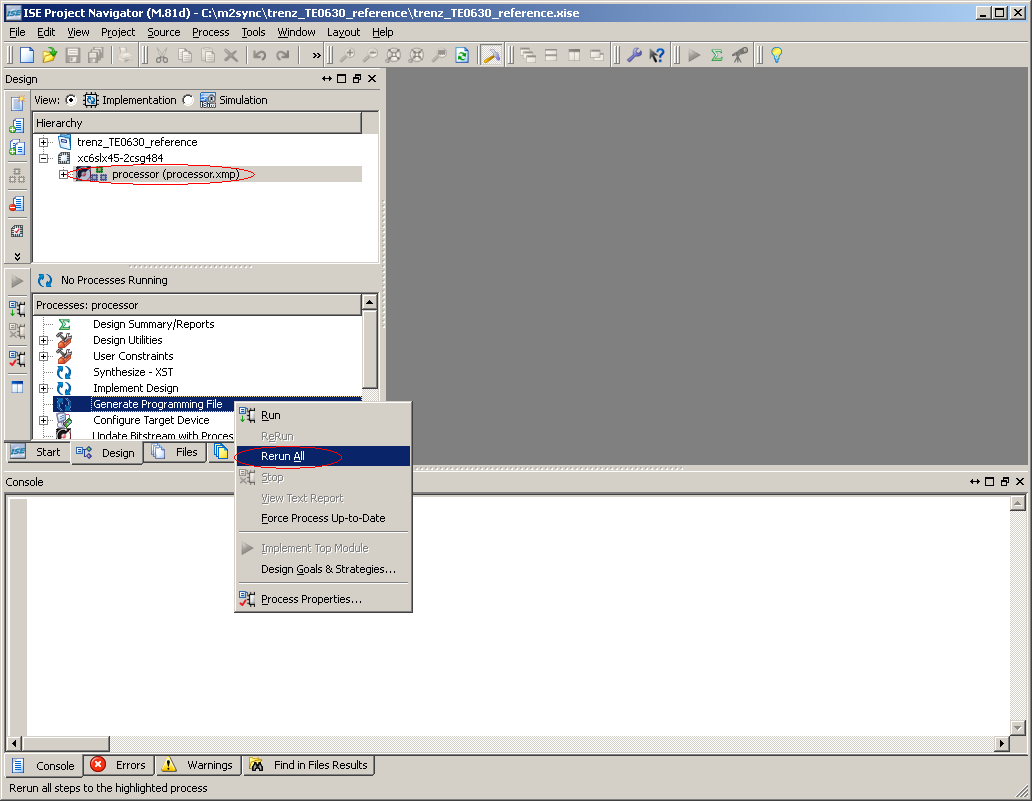 ISE Project Navigator (M.81d) - C:\m2sync\trenz_TE0630_reference\trenz_TE0630_reference.xise
File Edit View Project Source Process Tools Window Layout Help
»
Design
View: Implementation Simulation
Hierarchy
trenz_TE0630_reference
xc6slx45-2csg484
processor (processor.xmp)
No Processes Running
Processes: processor
Design Summary/Reports
Design Utilities
User Constraints
Synthesize - XST
Implement Design
Generate Programming File
Configure Target Device
Update Bitstream with Proces
Start Design Files
Run
ReRun
Rerun All
Stop
View Text Report
Force Process Up-to-Date
Implement Top Module
Design Goals & Strategies...
Process Properties...
Console
Console Errors Warnings Find in Files Results
Rerun all steps to the highlighted process